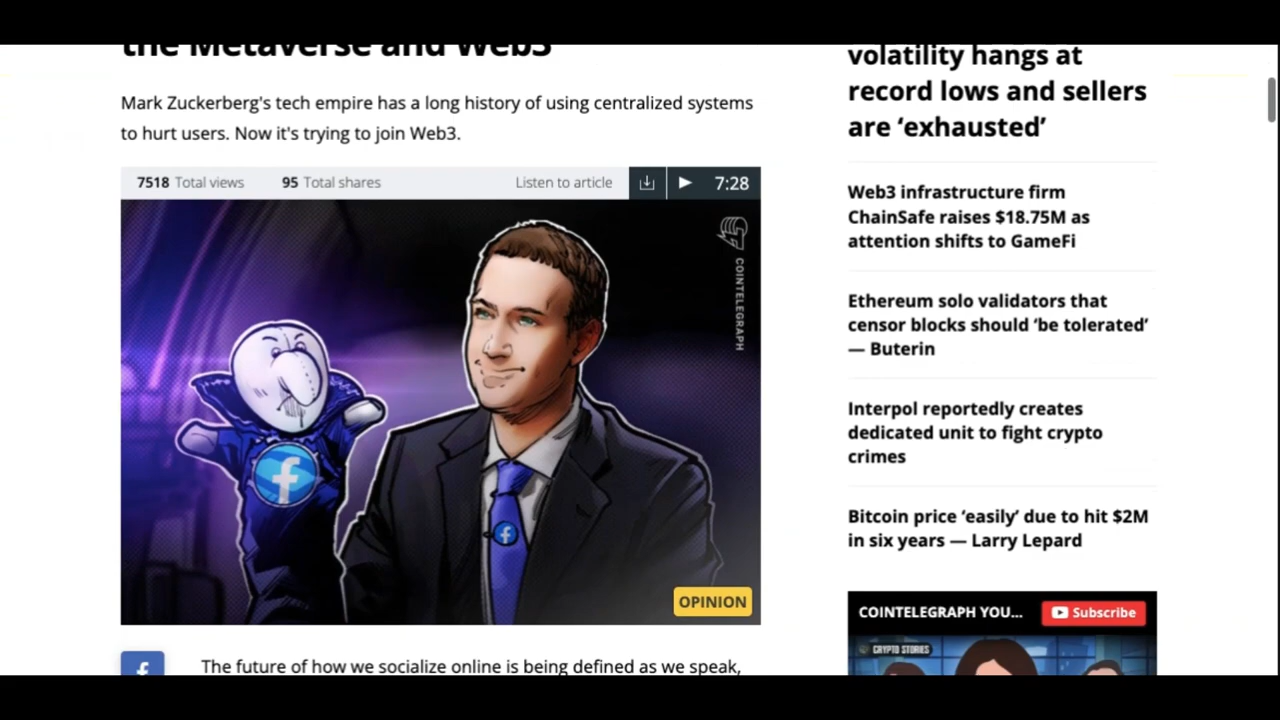 the Metaverse and Web3
Mark Zuckerberg's tech empire has a long history of using centralized systems
to hurt users. Now it's trying to join Web3.
7518 Total views 95 Total shares Listen to article 7:28
COINTELEGRAPH
f
f
OPINION
f
The future of how we socialize online is being defined as we speak,
volatility hangs at
record lows and sellers
are ‘exhausted’
Web3 infrastructure firm
ChainSafe raises $18.75M as
attention shifts to GameFi
Ethereum solo validators that
censor blocks should ‘be tolerated’
— Buterin
Interpol reportedly creates
dedicated unit to fight crypto
crimes
Bitcoin price ‘easily’ due to hit $2M
in six years — Larry Lepard
COINTELEGRAPH YOU... Subscribe
CRYPTO STORIES